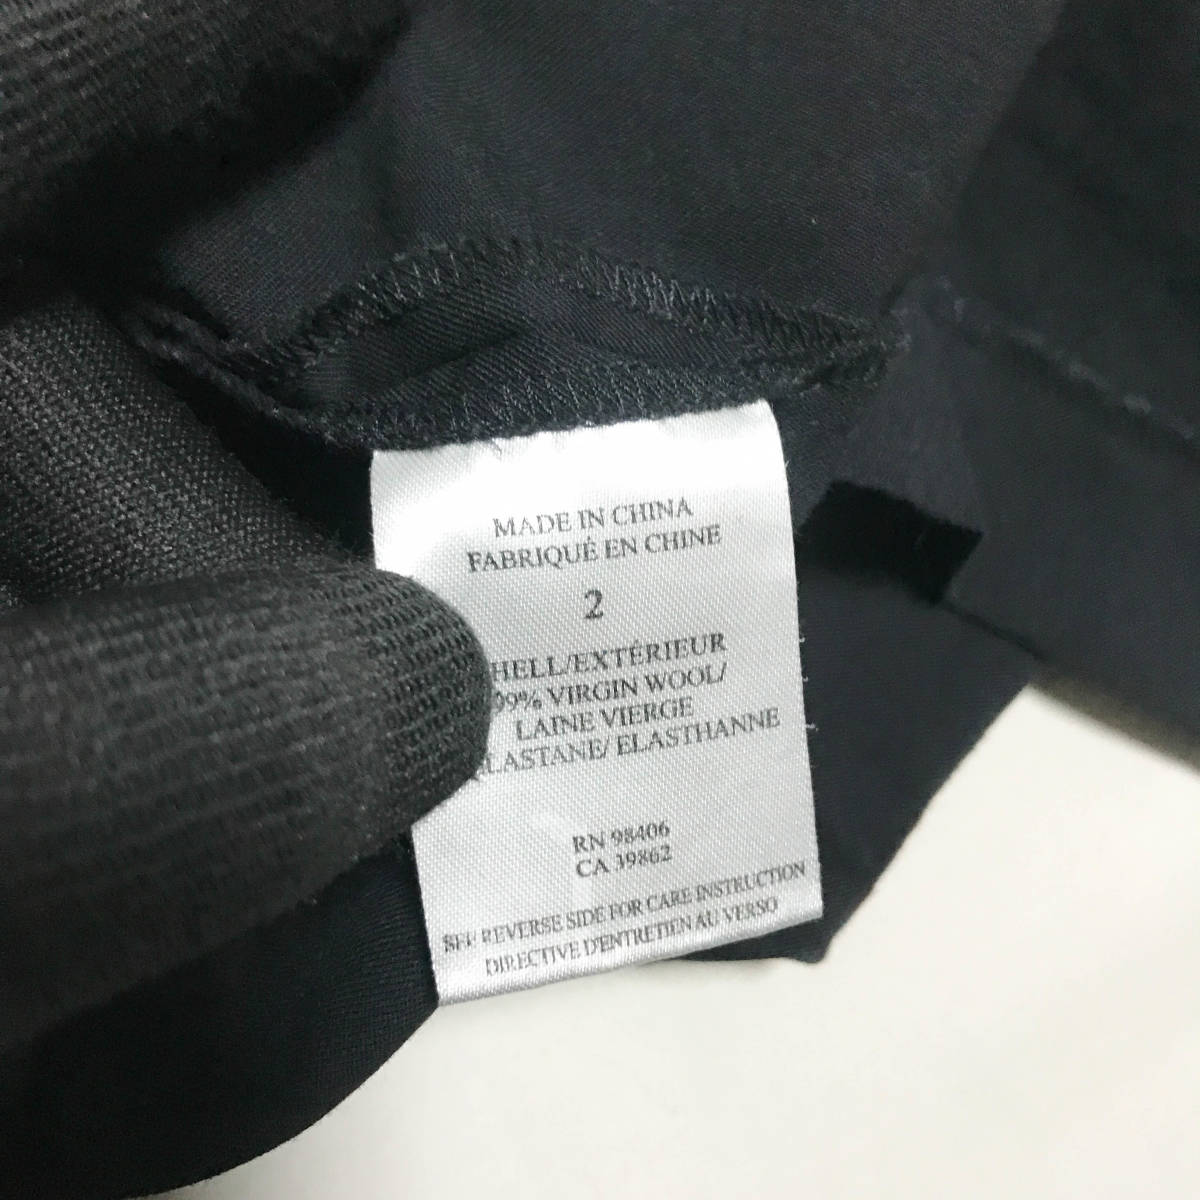 MADE IN CHINA
FABRIQUÉ EN CHINE
2
HELL/EXTÉRIEUR
99% VIRGIN WOOL/
LAINE VIERGE
LASTANE/ ELASTHANNE
RN 98406
CA 39862
SEE REVERSE SIDE FOR CARE INSTRUCTION
DIRECTIVE D'ENTRETIEN AU VERSO